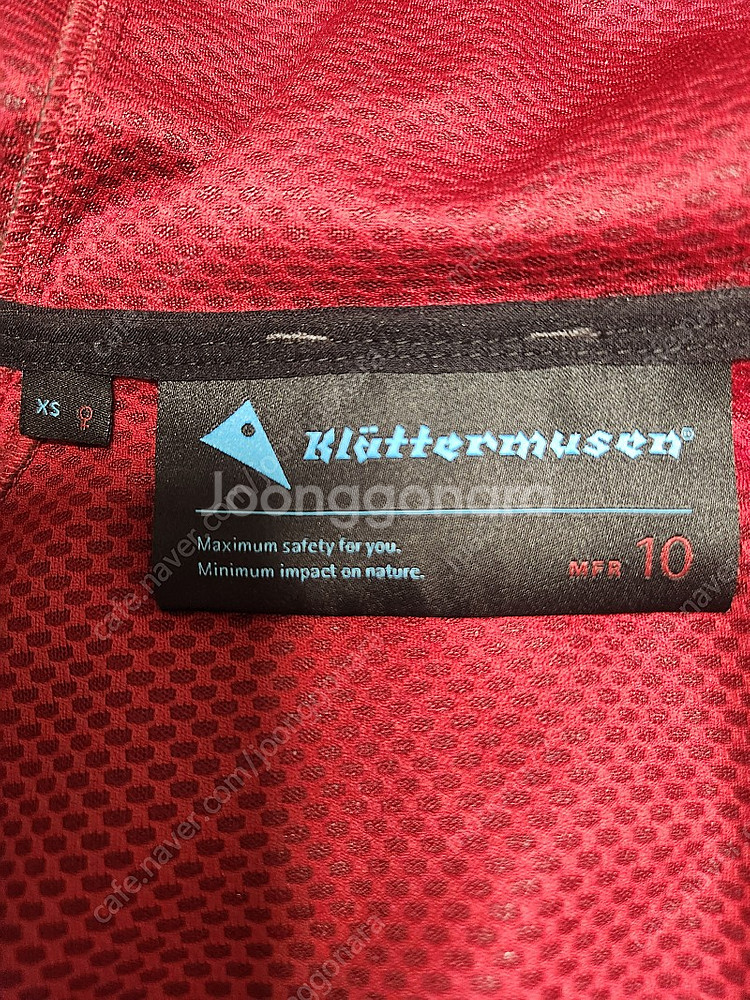 XS
Klättermusen®
Joonggonara
Maximum safety for you.
Minimum impact on nature.
MFR 10
cafe.naver.com/joonggonara